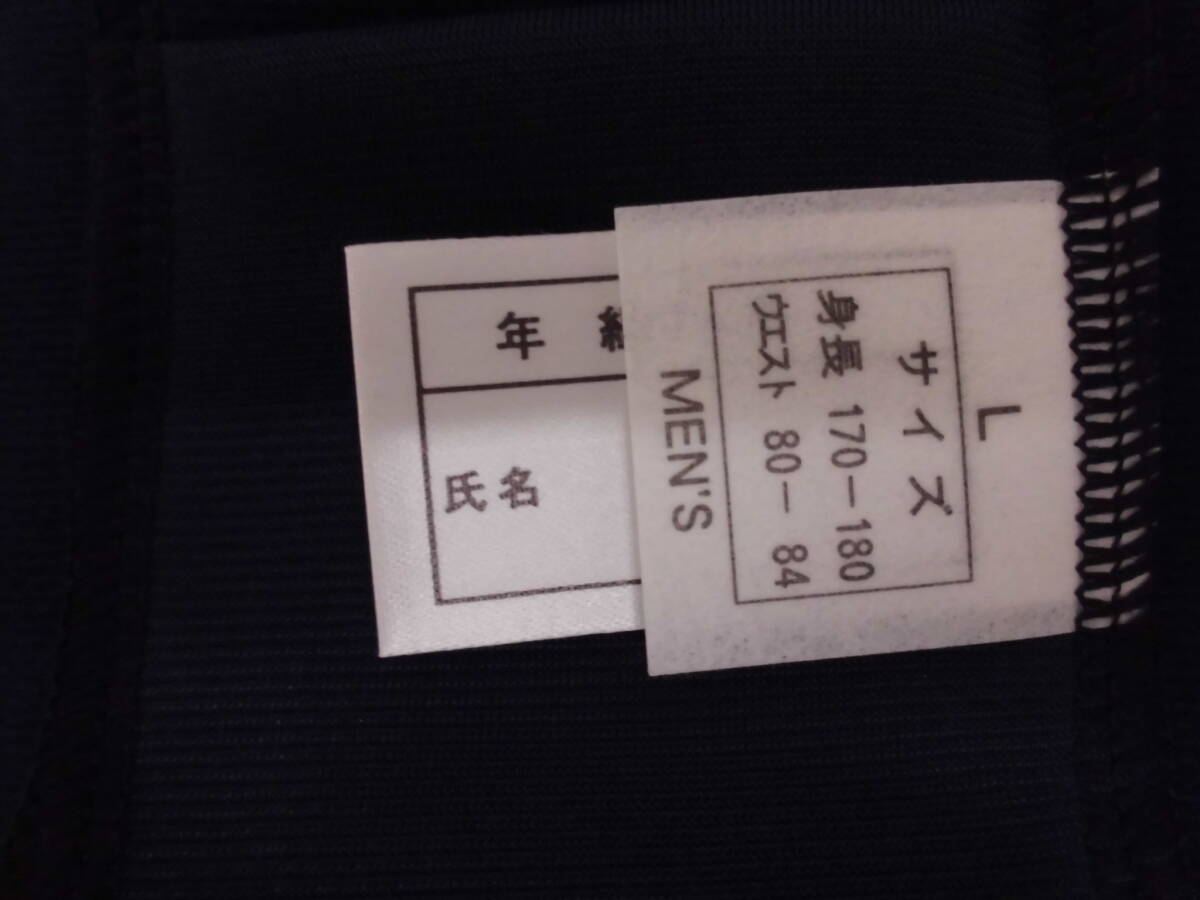 L
サイズ
身長 170－180
ウエスト 80－ 84
MEN'S
年
氏名